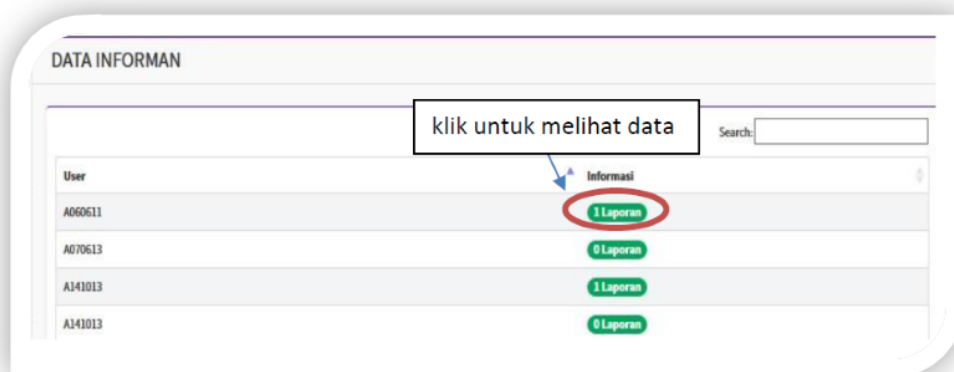 DATA INFORMAN
klik untuk melihat data
Search:
User Informasi
A060611 1 Laporan
A070613 0 Laporan
A141013 1 Laporan
A141013 0 Laporan